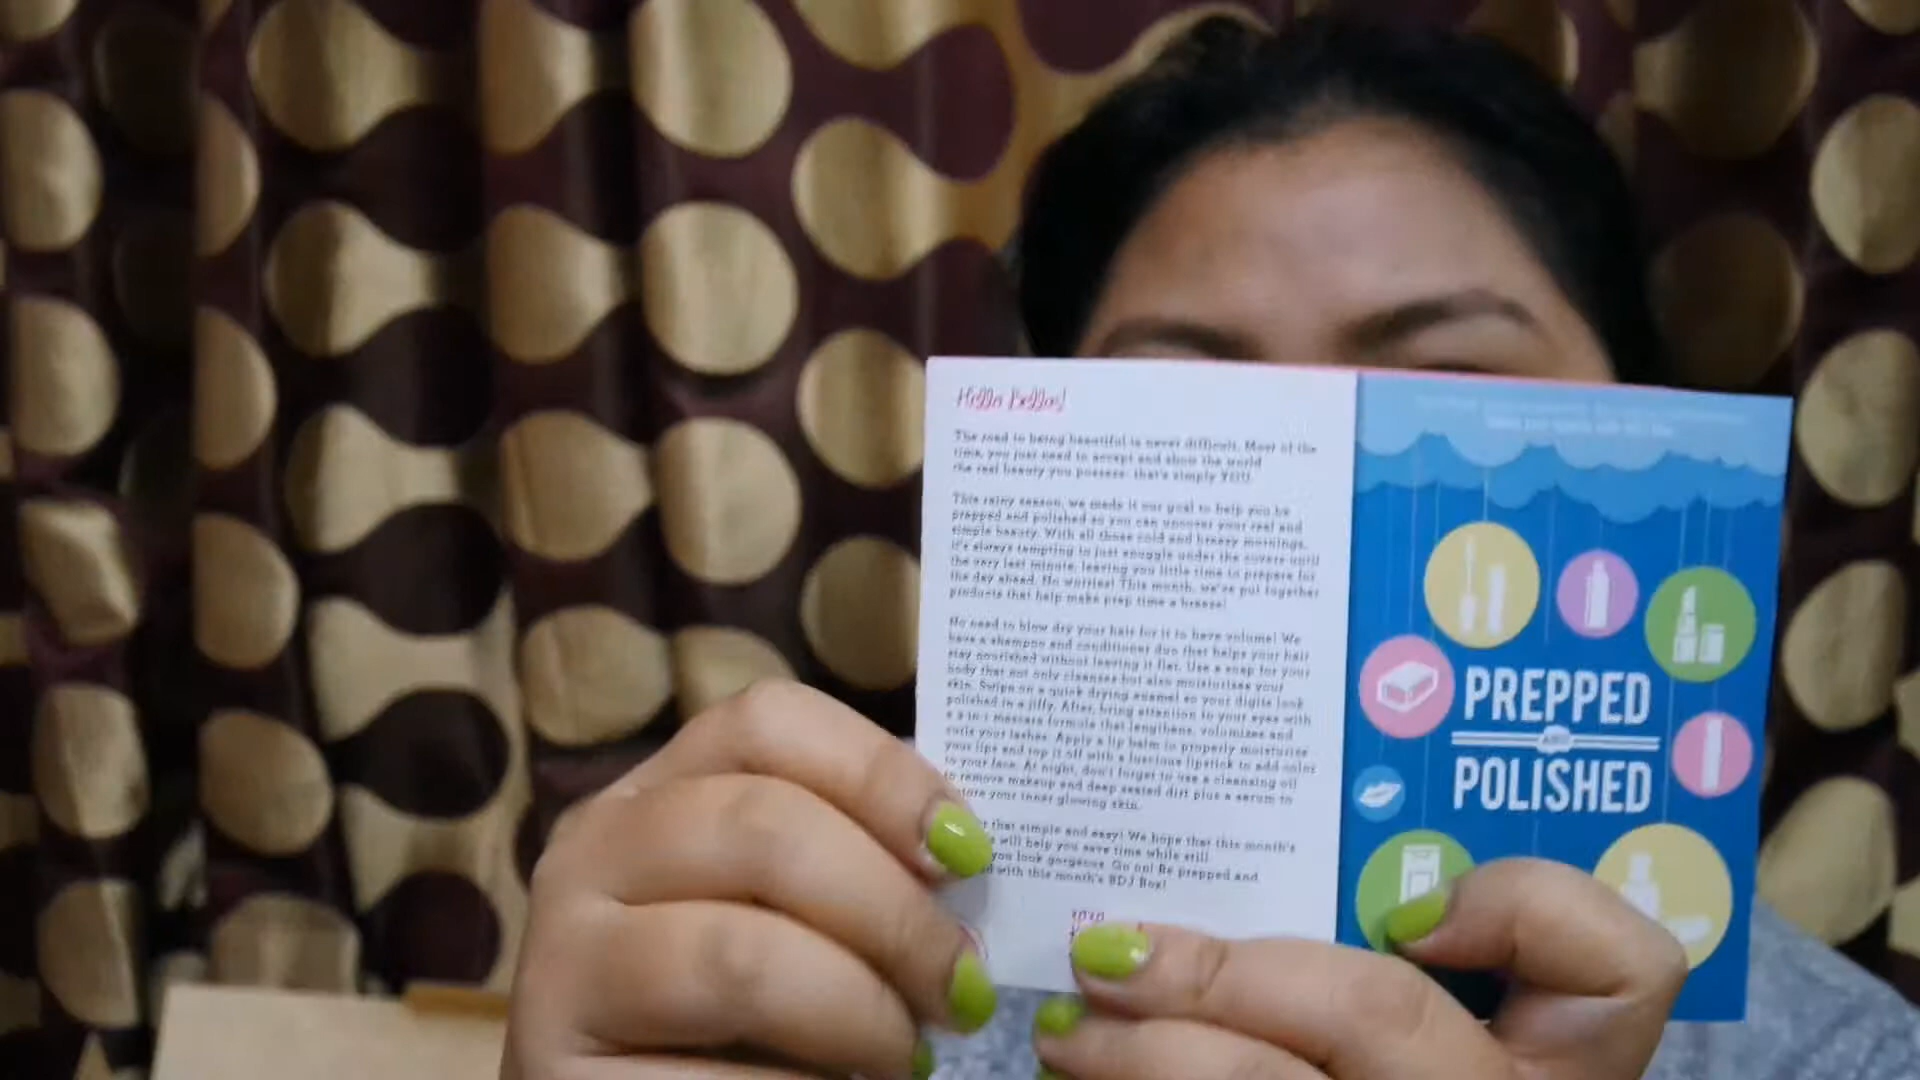 Hello Bellas!
The road to being beautiful is never difficult. Most of the
time, you just need to accept and show the world
the real beauty you possess- that's simply YOU.
This rainy season, we made it our goal to help you be
prepped and polished so you can uncover your real and
simple beauty. With all those cold and breezy mornings,
it's always tempting to just snuggle under the covers until
the very last minute, leaving you little time to prepare for
the day ahead. No worries! This month, we've put together
products that help make prep time a breeze!
No need to blow dry your hair for it to have volume! We
have a shampoo and conditioner duo that helps your hair
stay nourished without leaving it flat. Use a soap for your
body that not only cleanses but also moisturizes your
skin. Swipe on a quick drying enamel so your digits look
polished in a jiffy. After, bring attention to your eyes with
a 3-in-1 mascara formula that lengthens, volumizes and
curls your lashes. Apply a lip balm to properly moisturize
your lips and top it off with a luscious lipstick to add color
to your face. At night, don't forget to use a cleansing oil
to remove makeup and deep seated dirt plus a serum to
your inner glowing skin.
that simple and easy! We hope that this month's
will help you save time while still
you look gorgeous. Go on! Be prepped and
with this month's BDJ Box!
xoxo
PREPPED
AND
POLISHED